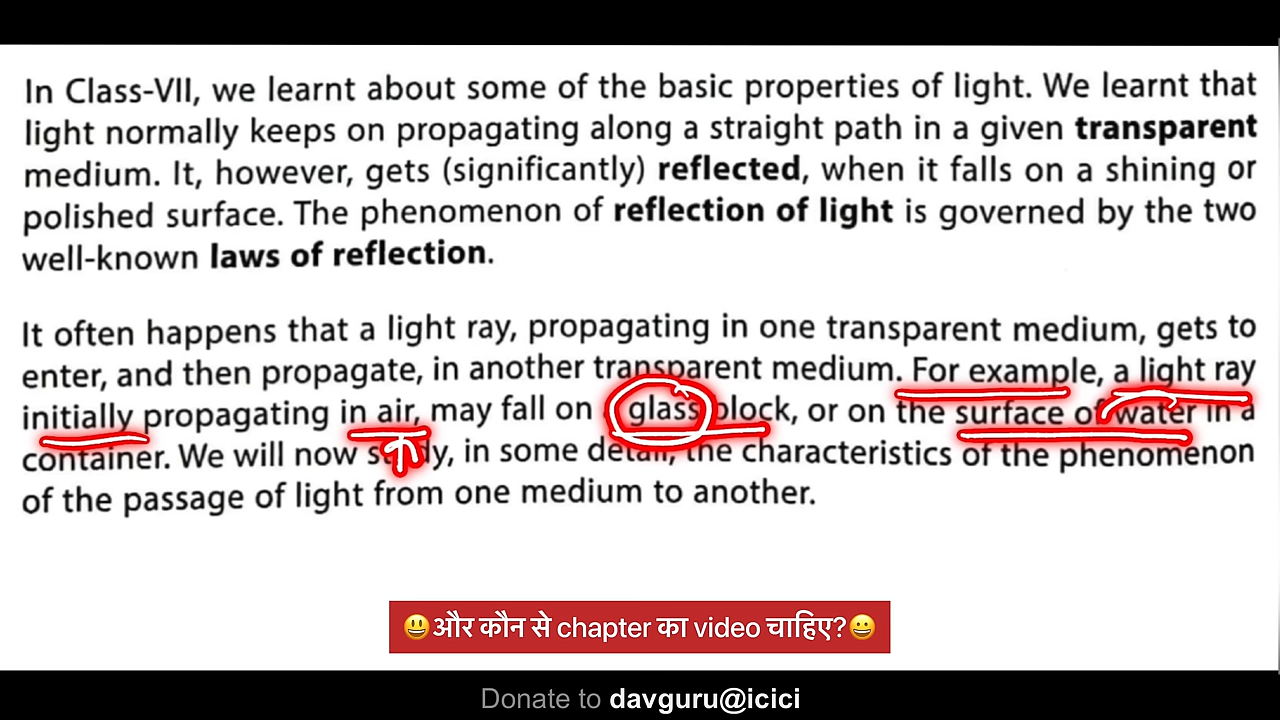 In Class-VII, we learnt about some of the basic properties of light. We learnt that
light normally keeps on propagating along a straight path in a given transparent
medium. It, however, gets (significantly) reflected, when it falls on a shining or
polished surface. The phenomenon of reflection of light is governed by the two
well-known laws of reflection.
It often happens that a light ray, propagating in one transparent medium, gets to
enter, and then propagate, in another transparent medium. For example, a light ray
initially propagating in air, may fall on glass block, or on the surface of water in a
container. We will now study, in some detail, the characteristics of the phenomenon
of the passage of light from one medium to another.
😃और कौन से chapter का video चाहिए?😀
Donate to davguru@icici